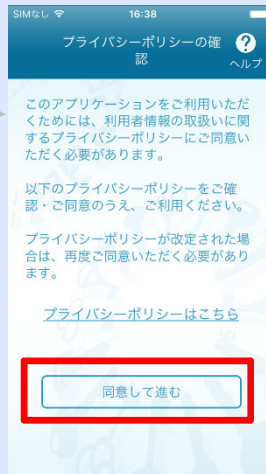 SIMなし 16:38
プライバシーポリシーの確
認
ヘルプ
このアプリケーションをご利用いただ
くためには、利用者情報の取扱いに関
するプライバシーポリシーにご同意い
ただく必要があります。
以下のプライバシーポリシーをご確
認・ご同意のうえ、ご利用ください。
プライバシーポリシーが改定された場
合は、再度ご同意いただく必要があり
ます。
プライバシーポリシーはこちら
同意して進む